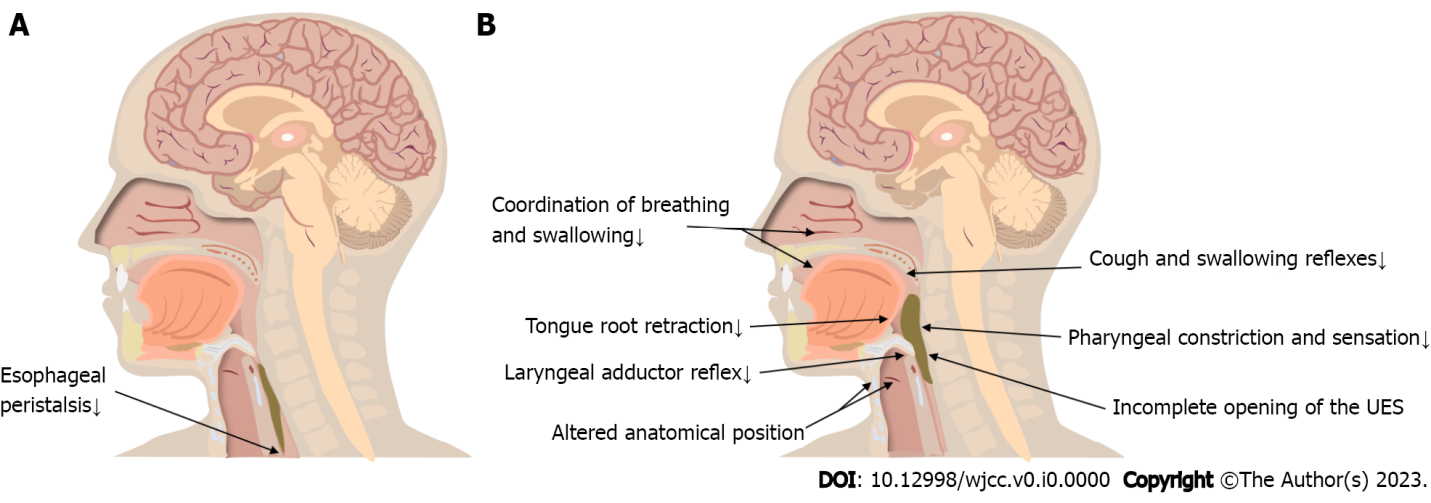 A
B
Coordination of breathing
and swallowing↓
Cough and swallowing reflexes↓
Tongue root retraction↓
Pharyngeal constriction and sensation↓
Laryngeal adductor reflex↓
Esophageal
peristalsis↓
Incomplete opening of the UES
Altered anatomical position
DOI: 10.12998/wjcc.v0.i0.0000 Copyright ©The Author(s) 2023.